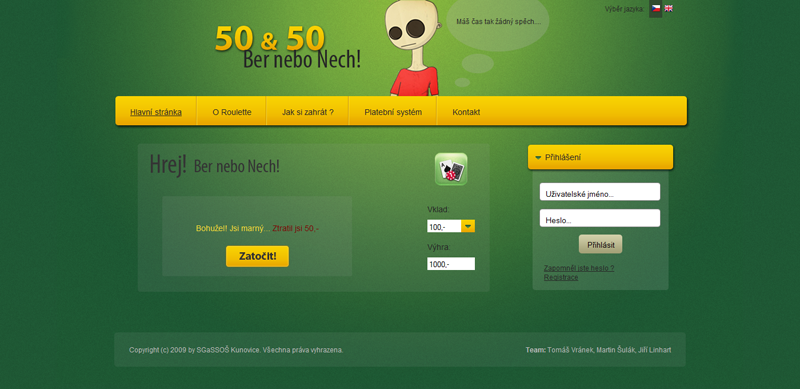 Výběr jazyka:
Máš čas tak žádný spěch....
50 & 50
Ber nebo Nech!
Hlavní stránka
O Roulette
Jak si zahrát ?
Platební systém
Kontakt
Hrej! Ber nebo Nech!
Bohužel! Jsi marný... Ztratil jsi 50,-
Zatočit!
Vklad:
100,-
Výhra:
1000,-
Přihlášení
Uživatelské jméno...
Heslo...
Přihlásit
Zapomněl jste heslo ?
Registrace
Copyright (c) 2009 by SGaSSOŠ Kunovice. Všechna práva vyhrazena.
Team: Tomáš Vránek, Martin Šulák, Jiří Linhart